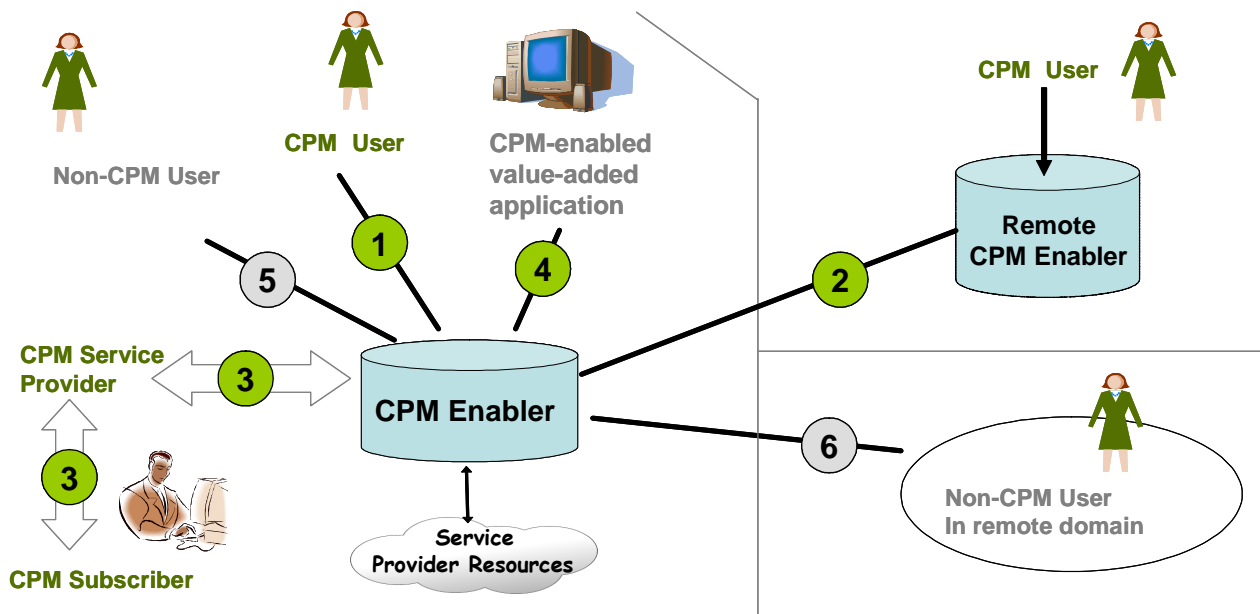 Non-CPM User
CPM User
CPM-enabled
value-added
application
CPM User
Remote
CPM Enabler
1
4
2
5
CPM Service
Provider
3
CPM Enabler
3
6
Non-CPM User
In remote domain
Service
Provider Resources
CPM Subscriber